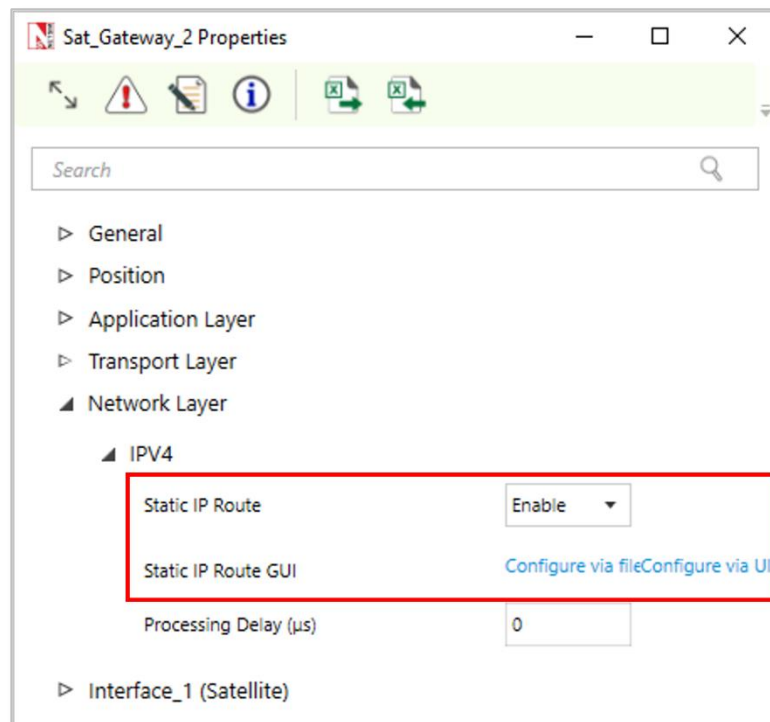 Sat_Gateway_2 Properties
Search
General
Position
Application Layer
Transport Layer
Network Layer
IPV4
Static IP Route Enable
Static IP Route GUI Configure via fileConfigure via UI
Processing Delay (µs) 0
Interface_1 (Satellite)